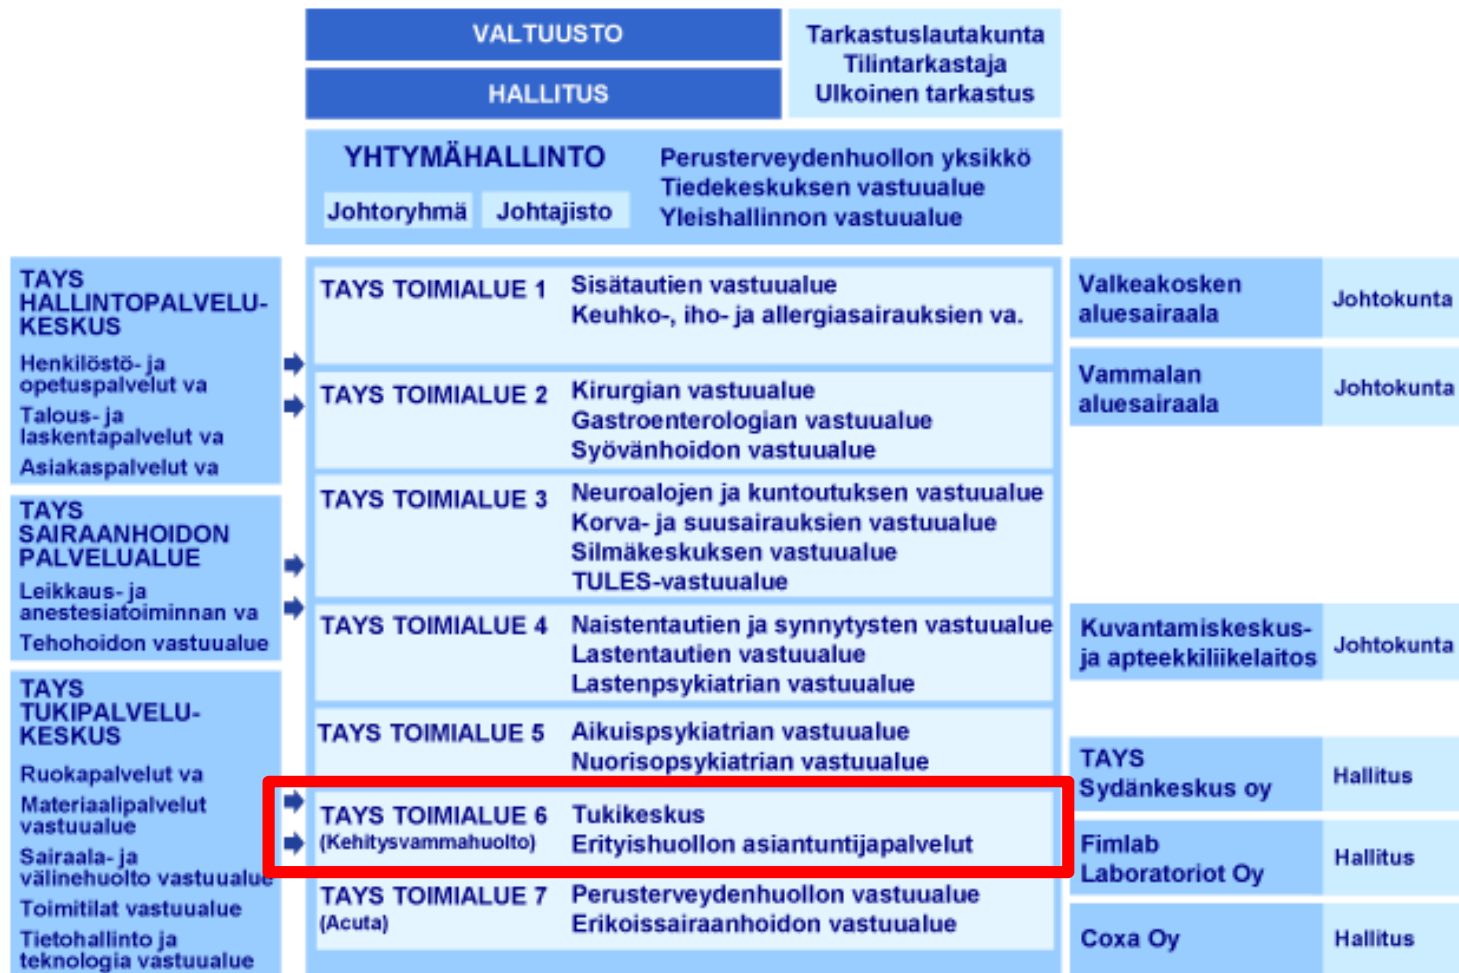 VALTUUSTO
HALLITUS
Tarkastuslautakunta
Tilintarkastaja
Ulkoinen tarkastus
YHTYMÄHALLINTO
Johtoryhmä
Johtajisto
Perusterveydenhuollon yksikkö
Tiedekeskuksen vastuualue
Yleishallinnon vastuualue
TAYS
HALLINTOPALVELU-
KESKUS
Henkilöstö- ja
opetuspalvelut va
Talous- ja
laskentapalvelut va
Asiakaspalvelut va
TAYS
SAIRAANHOIDON
PALVELUALUE
Leikkaus- ja
anestesiatoiminnan va
Tehohoidon vastuualue
TAYS
TUKIPALVELU-
KESKUS
Ruokapalvelut va
Materiaalipalvelut
vastuualue
Sairaala- ja
välinehuolto vastuualue
Toimitilat vastuualue
Tietohallinto ja
teknologia vastuualue
TAYS TOIMIALUE 1
Sisätautien vastuualue
Keuhko-, iho- ja allergiasairauksien va.
TAYS TOIMIALUE 2
Kirurgian vastuualue
Gastroenterologian vastuualue
Syövänhoidon vastuualue
TAYS TOIMIALUE 3
Neuroalojen ja kuntoutuksen vastuualue
Korva- ja suusairauksien vastuualue
Silmäkeskuksen vastuualue
TULES-vastuualue
TAYS TOIMIALUE 4
Naistentautien ja synnytysten vastuualue
Lastentautien vastuualue
Lastenpsykiatrian vastuualue
TAYS TOIMIALUE 5
Aikuispsykiatrian vastuualue
Nuorisopsykiatrian vastuualue
TAYS TOIMIALUE 6
(Kehitysvammahuolto)
Tukikeskus
Erityishuollon asiantuntijapalvelut
TAYS TOIMIALUE 7
(Acuta)
Perusterveydenhuollon vastuualue
Erikoissairaanhoidon vastuualue
Valkeakosken
aluesairaala
Johtokunta
Vammalan
aluesairaala
Johtokunta
Kuvantamiskeskus-
ja apteekkiliikelaitos
Johtokunta
TAYS
Sydänkeskus oy
Hallitus
Fimlab
Laboratoriot Oy
Hallitus
Coxa Oy
Hallitus